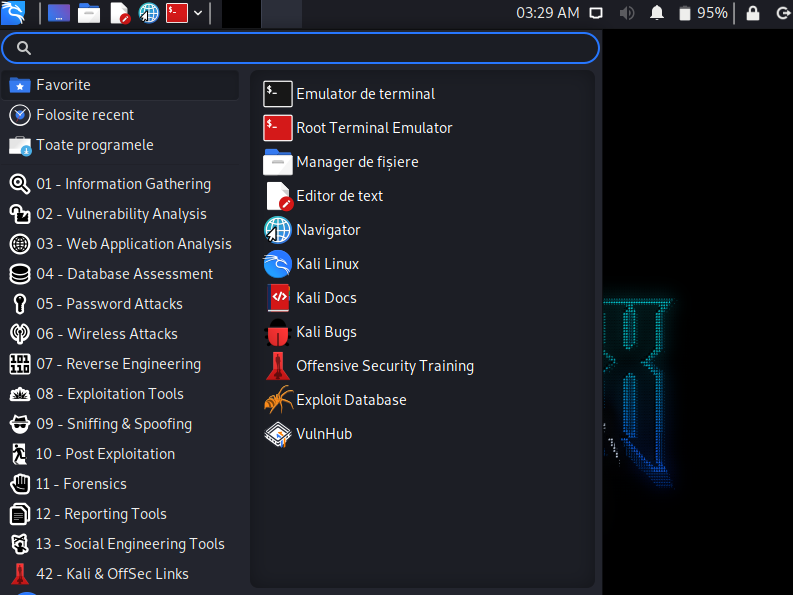 03:29 AM 95%
Favorite
Folosite recent
Toate programele
01 - Information Gathering
02 - Vulnerability Analysis
03 - Web Application Analysis
04 - Database Assessment
05 - Password Attacks
06 - Wireless Attacks
07 - Reverse Engineering
08 - Exploitation Tools
09 - Sniffing & Spoofing
10 - Post Exploitation
11 - Forensics
12 - Reporting Tools
13 - Social Engineering Tools
42 - Kali & OffSec Links
Emulator de terminal
Root Terminal Emulator
Manager de fișiere
Editor de text
Navigator
Kali Linux
Kali Docs
Kali Bugs
Offensive Security Training
Exploit Database
VulnHub
X